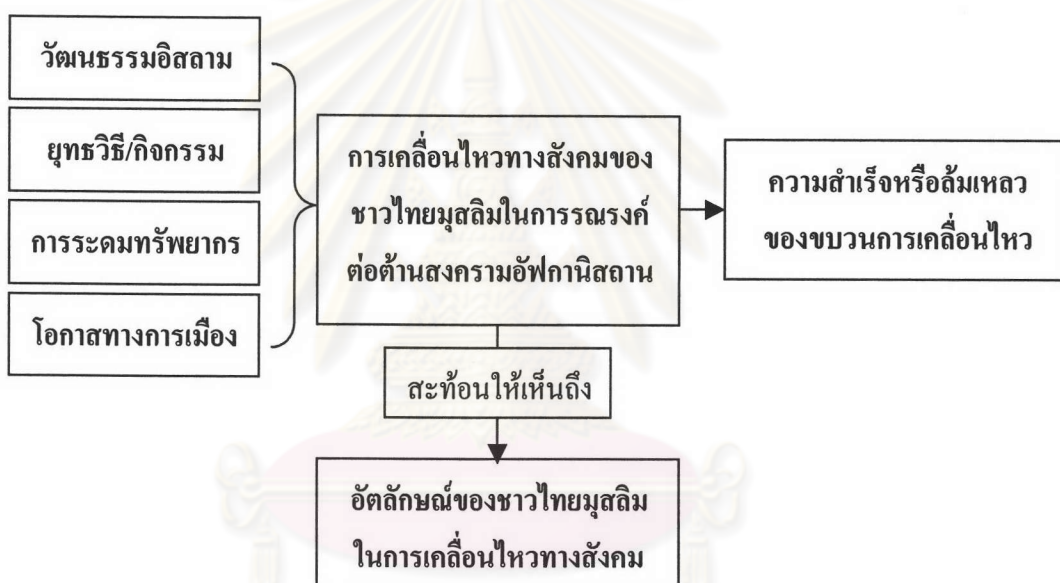 วัฒนธรรมอิสลาม
ยุทธวิธี/กิจกรรม
การระดมทรัพยากร
โอกาสทางการเมือง
การเคลื่อนไหวทางสังคมของ
ชาวไทยมุสลิมในการรณรงค์
ต่อต้านสงครามอัฟกานิสถาน
ความสำเร็จหรือล้มเหลว
ของขบวนการเคลื่อนไหว
สะท้อนให้เห็นถึง
อัตลักษณ์ของชาวไทยมุสลิม
ในการเคลื่อนไหวทางสังคม